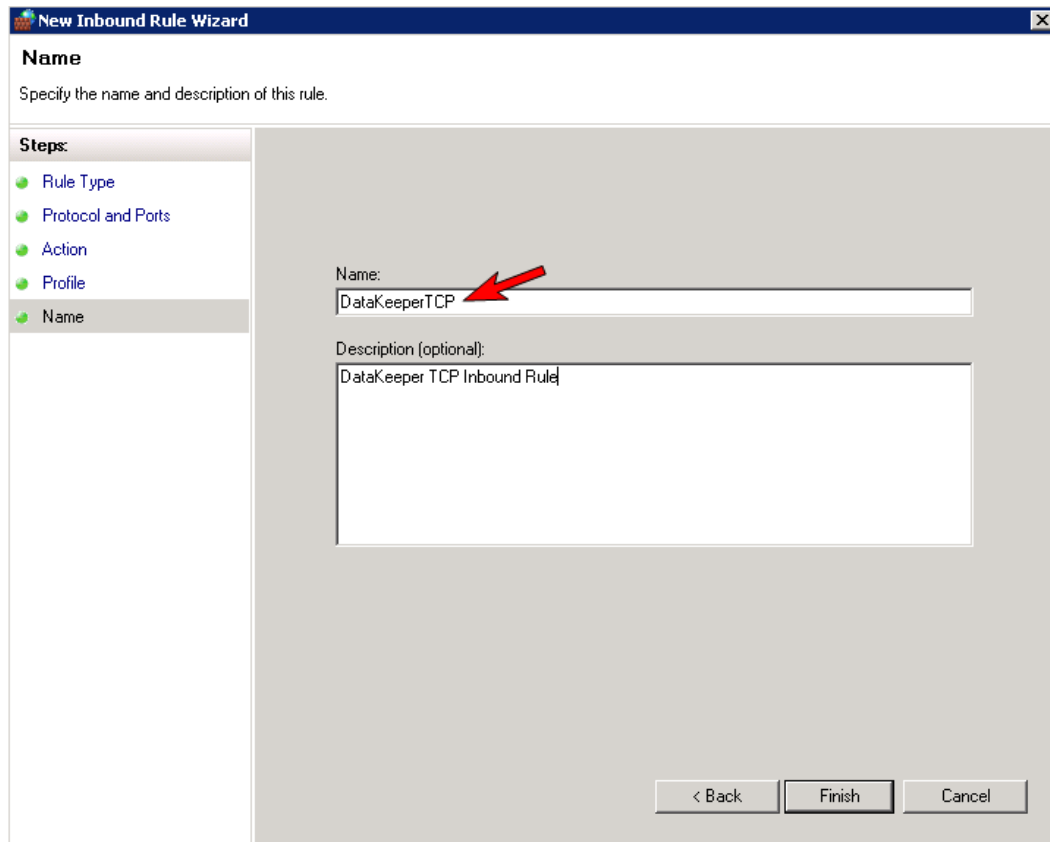 New Inbound Rule Wizard
Name
Specify the name and description of this rule.
Steps:
Rule Type
Protocol and Ports
Action
Profile
Name
Name:
DataKeeperTCP
Description (optional):
DataKeeper TCP Inbound Rule
< Back
Finish
Cancel